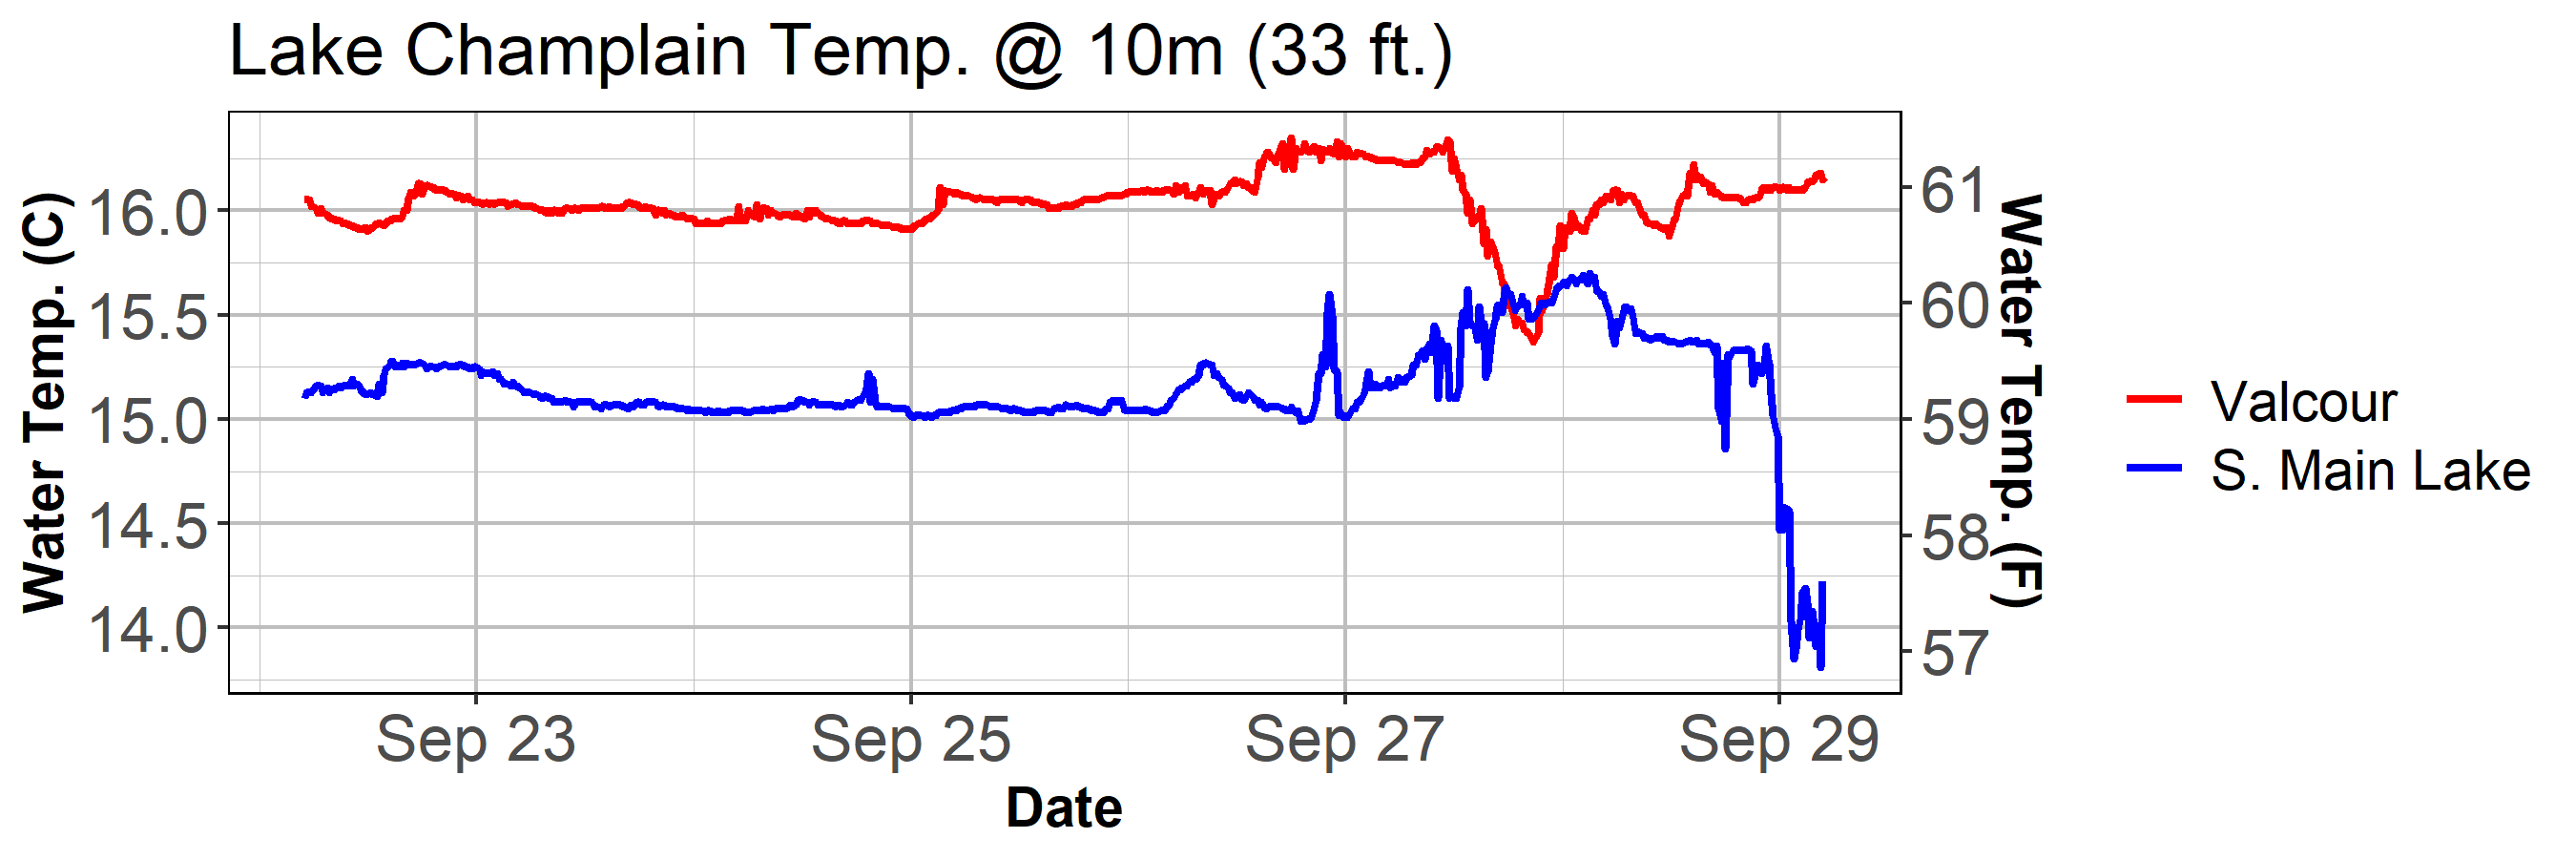 Lake Champlain Temp. @ 10m (33 ft.)
Water Temp. (C)
16.0
15.5
15.0
14.5
14.0
61
60
59
58
57
Water Temp. (F)
Sep 23
Sep 25
Sep 27
Sep 29
Date
Valcour
S. Main Lake